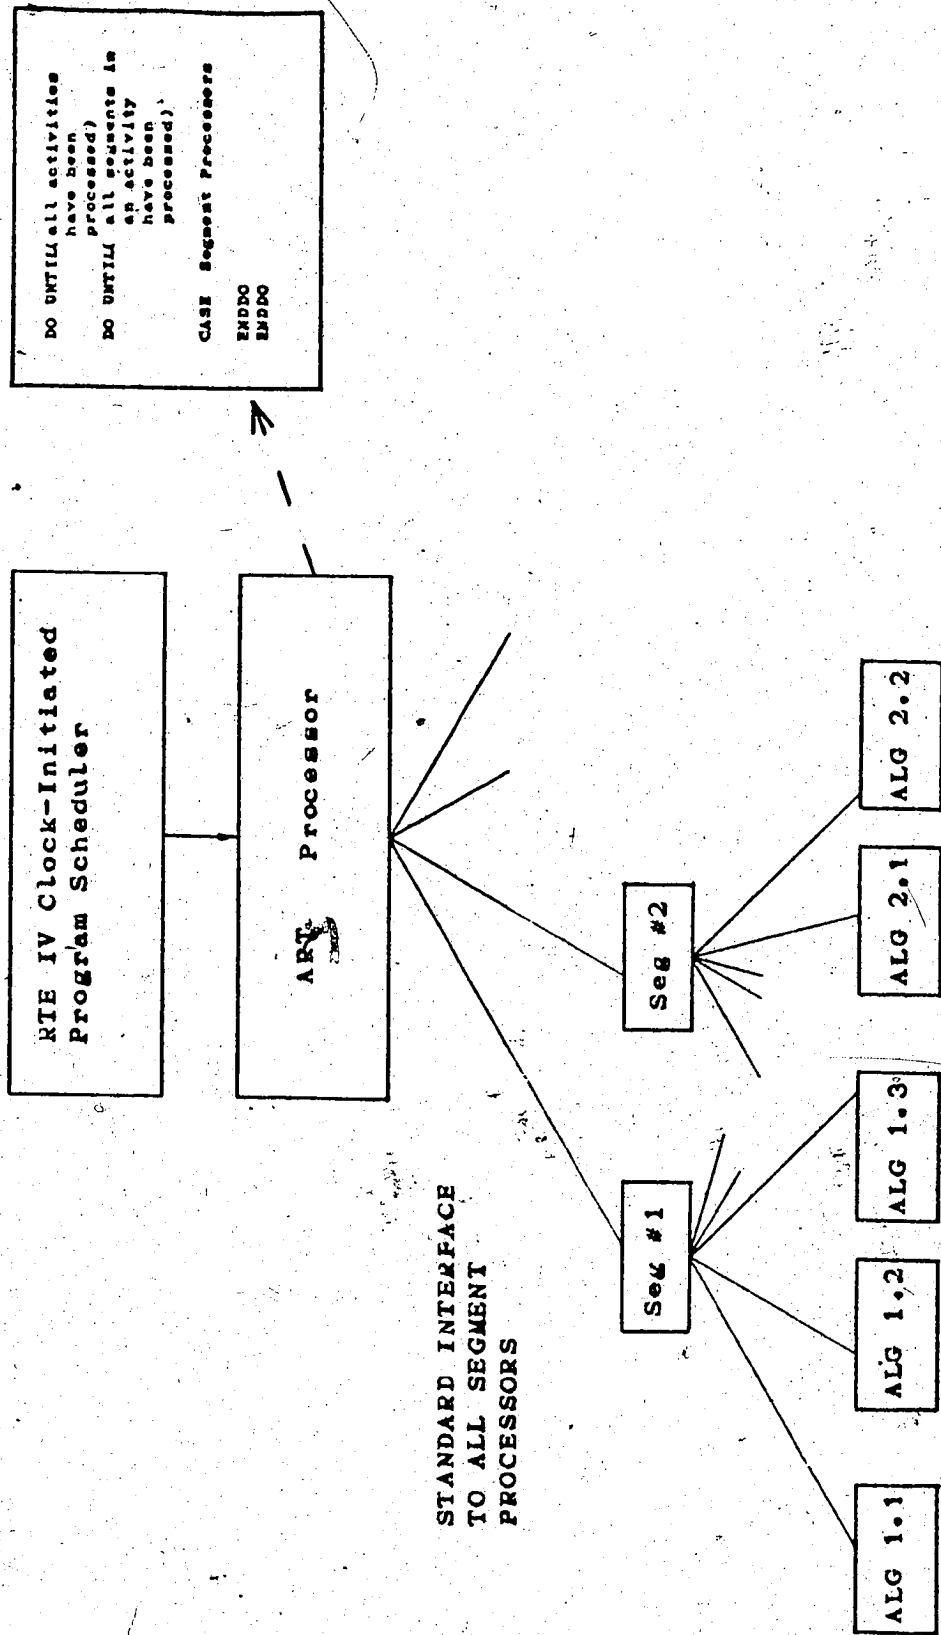 RTE IV Clock-Initiated
Program Scheduler
ART Processor
DO UNTIL( all activities
have been
processed)
DO UNTIL( all segments in
an activity
have been
processed)
CASE Segment Processors
ENDDO
ENDDO
STANDARD INTERFACE
TO ALL SEGMENT
PROCESSORS
Seg #1
Seg #2
ALG 1.1
ALG 1.2
ALG 1.3
ALG 2.1
ALG 2.2